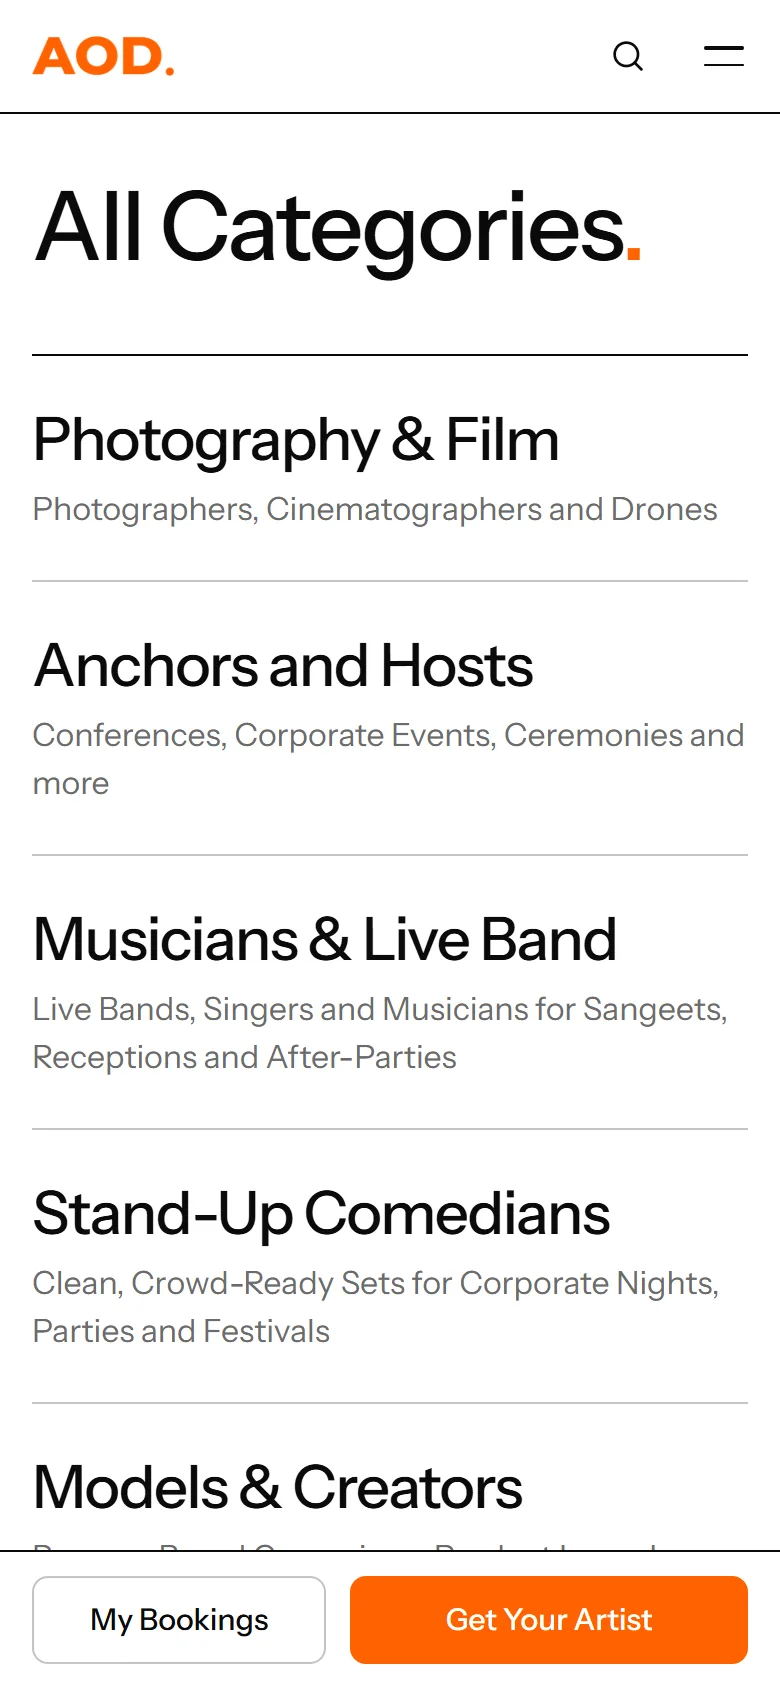 AOD.
All Categories.
Photography & Film
Photographers, Cinematographers and Drones
Anchors and Hosts
Conferences, Corporate Events, Ceremonies and
more
Musicians & Live Band
Live Bands, Singers and Musicians for Sangeets,
Receptions and After-Parties
Stand-Up Comedians
Clean, Crowd-Ready Sets for Corporate Nights,
Parties and Festivals
Models & Creators
My Bookings
Get Your Artist